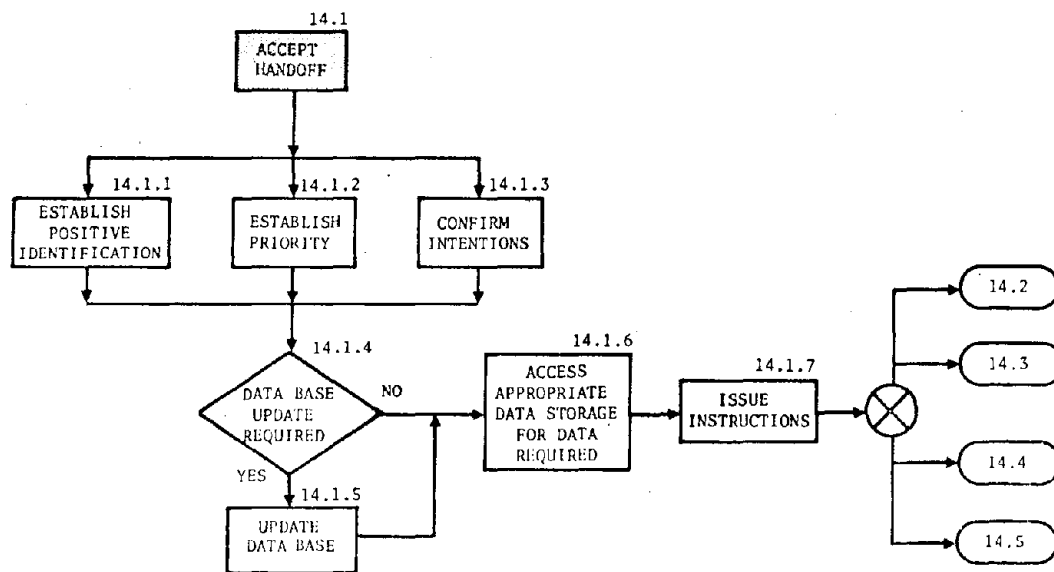 14.1
ACCEPT
HANDOFF
14.1.1
ESTABLISH
POSITIVE
IDENTIFICATION
14.1.2
ESTABLISH
PRIORITY
14.1.3
CONFIRM
INTENTIONS
14.1.4
DATA BASE
UPDATE
REQUIRED
NO
YES
14.1.5
UPDATE
DATA BASE
14.1.6
ACCESS
APPROPRIATE
DATA STORAGE
FOR DATA
REQUIRED
14.1.7
ISSUE
INSTRUCTIONS
14.2
14.3
14.4
14.5